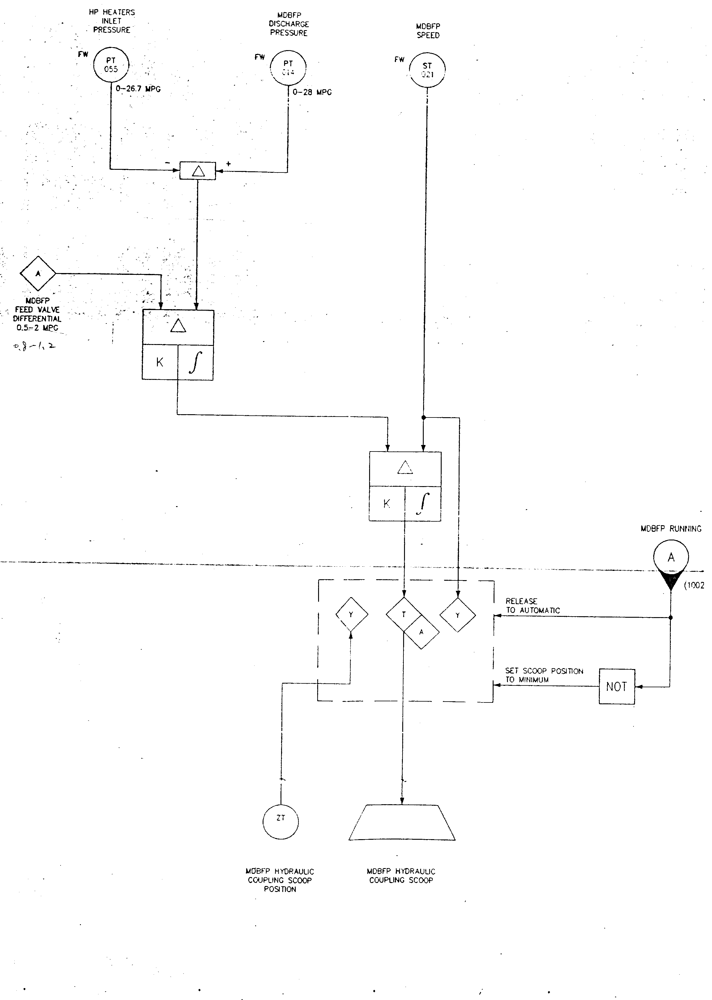 HP HEATERS
INLET
PRESSURE
MDBFP
DISCHARGE
PRESSURE
MDBFP
SPEED
FW
PT
055
0-26.7 MPG
FW
PT
014
0-28 MPG
FW
ST
021
-
+
△
A
MDBFP
FEED VALVE
DIFFERENTIAL
0.5-2 MPG
0.8-1.2
△
K
∫
△
K
∫
MDBFP RUNNING
A
(1002
RELEASE
TO AUTOMATIC
Y
T
A
Y
SET SCOOP POSITION
TO MINIMUM
NOT
ZT
MDBFP HYDRAULIC
COUPLING SCOOP
POSITION
MDBFP HYDRAULIC
COUPLING SCOOP